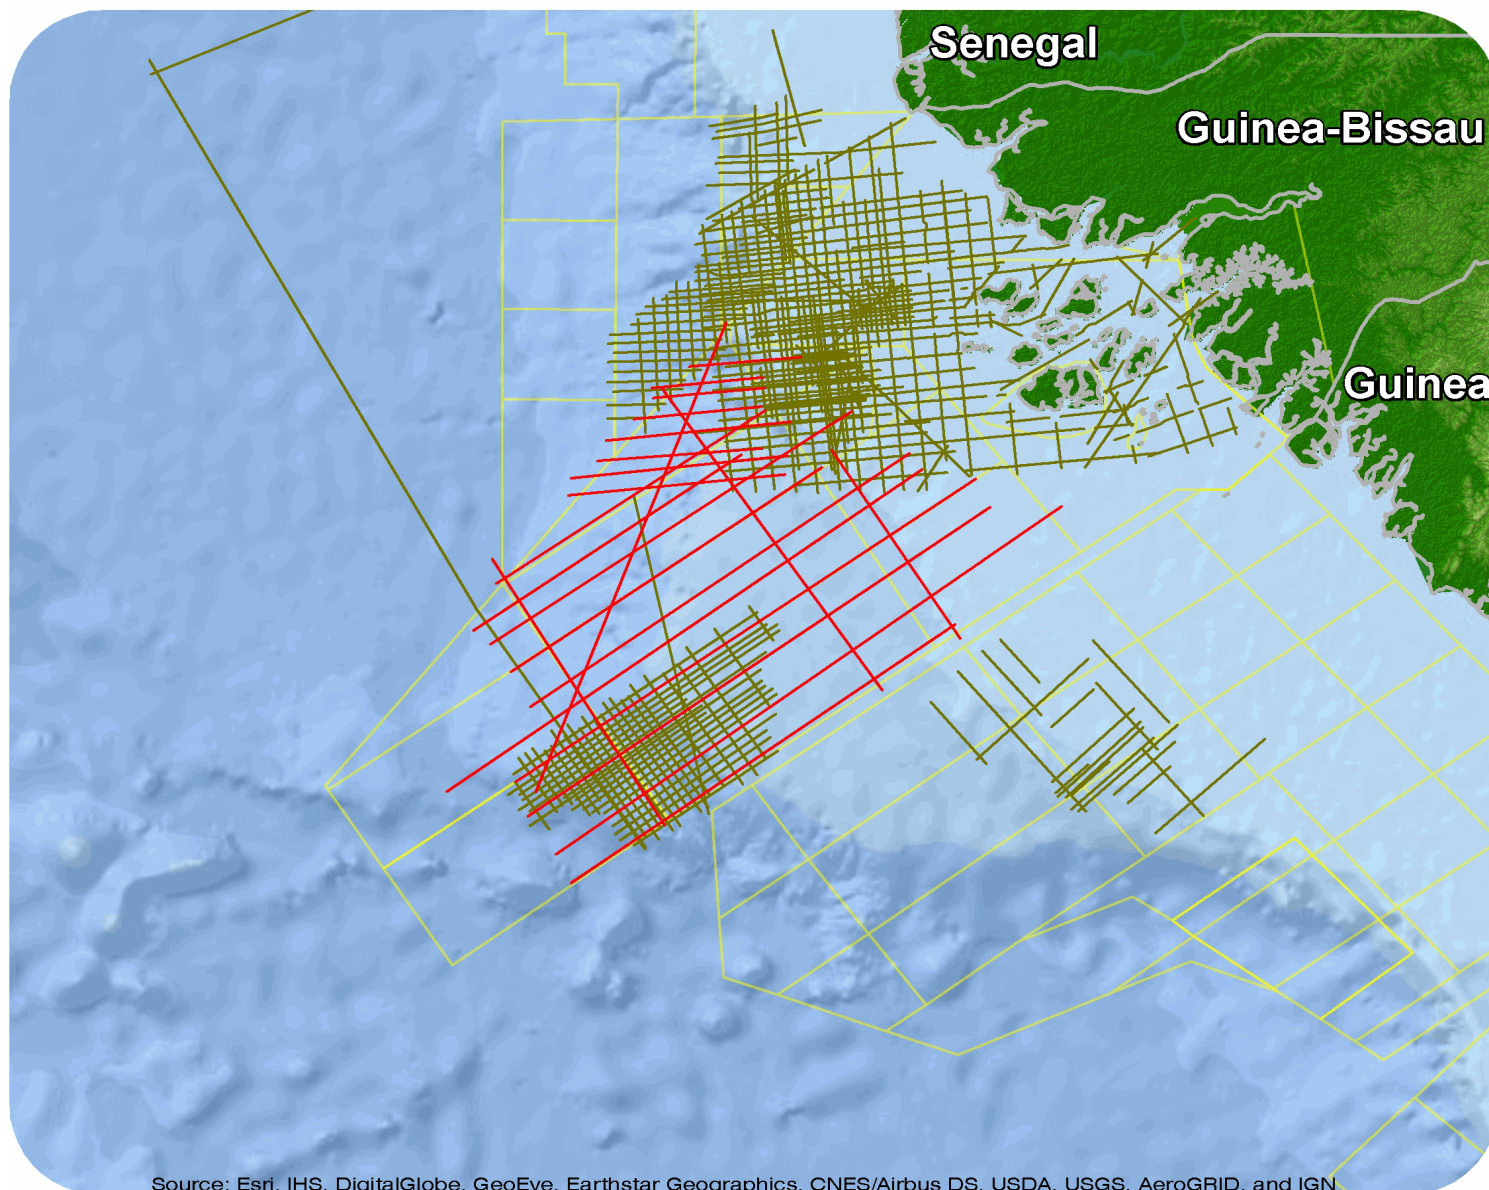 Senegal
Guinea-Bissau
Guinea
Source: Esri, IHS, DigitalGlobe, GeoEye, Earthstar Geographics, CNES/Airbus DS, USDA, USGS, AeroGRID, and IGN